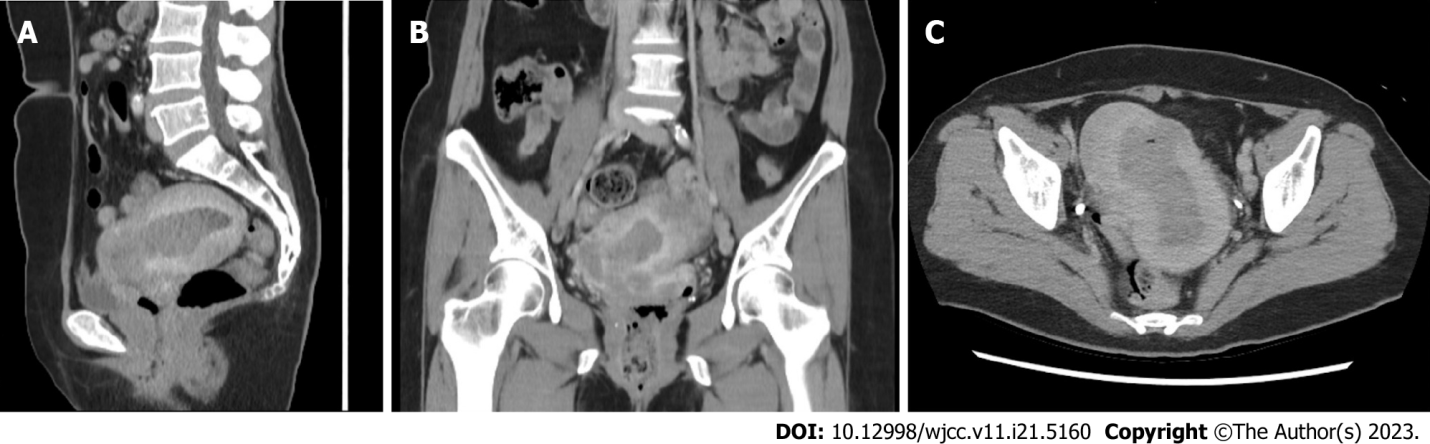 A
B
C
DOI: 10.12998/wjcc.v11.i21.5160 Copyright ©The Author(s) 2023.